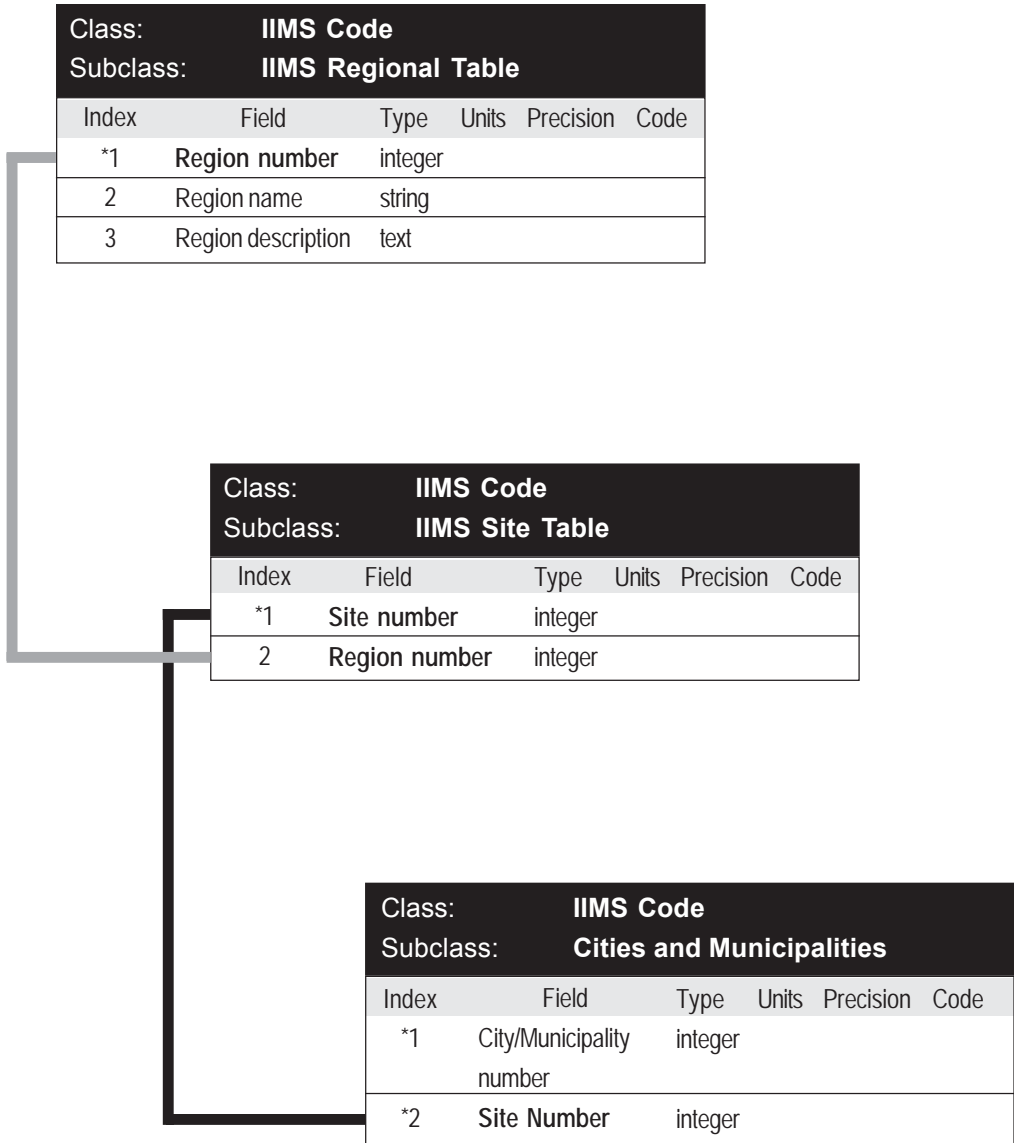 Class: IIMS Code
Subclass: IIMS Regional Table
Index Field Type Units Precision Code
*1 Region number integer
2 Region name string
3 Region description text
Class: IIMS Code
Subclass: IIMS Site Table
Index Field Type Units Precision Code
*1 Site number integer
2 Region number integer
Class: IIMS Code
Subclass: Cities and Municipalities
Index Field Type Units Precision Code
*1 City/Municipality integer
number
*2 Site Number integer